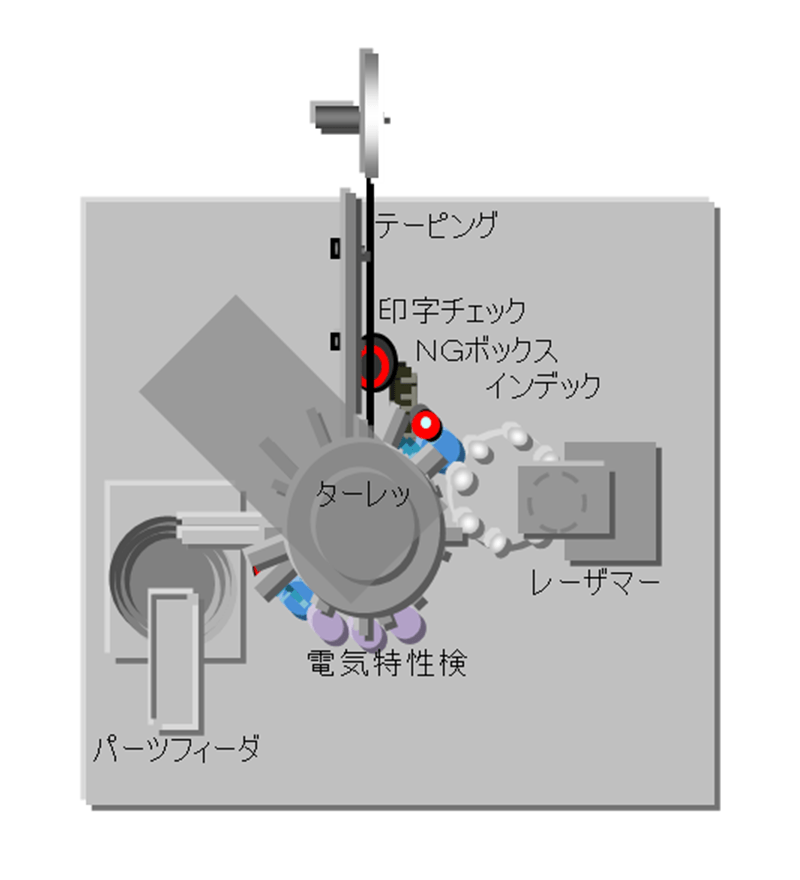 テーピング
印字チェック
NGボックス
インデック
ターレッ
レーザマー
電気特性検
パーツフィーダ